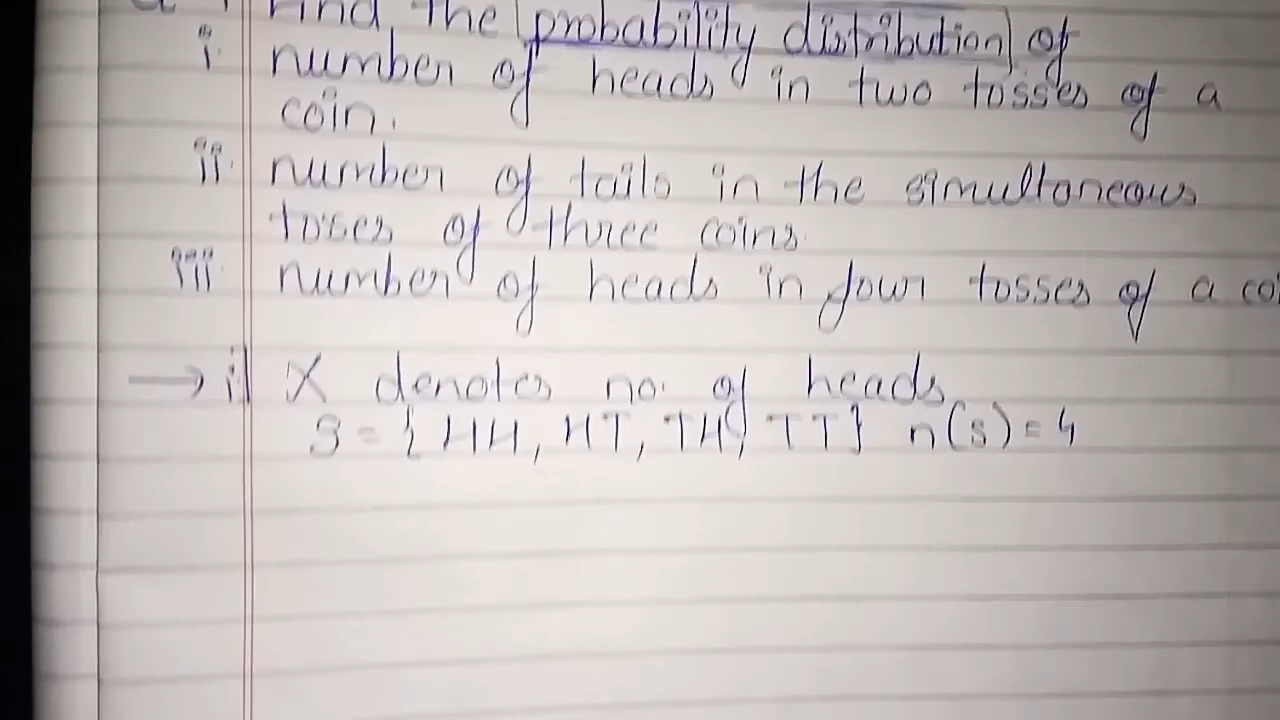 Find the probability distribution of
i. number of heads in two tosses of a
coin.
ii. number of tails in the simultaneous
toses of three coins.
iii. number of heads in four tosses of a co
→ i] X denotes no. of heads
S = { HH, HT, TH, TT} n(s) = 4